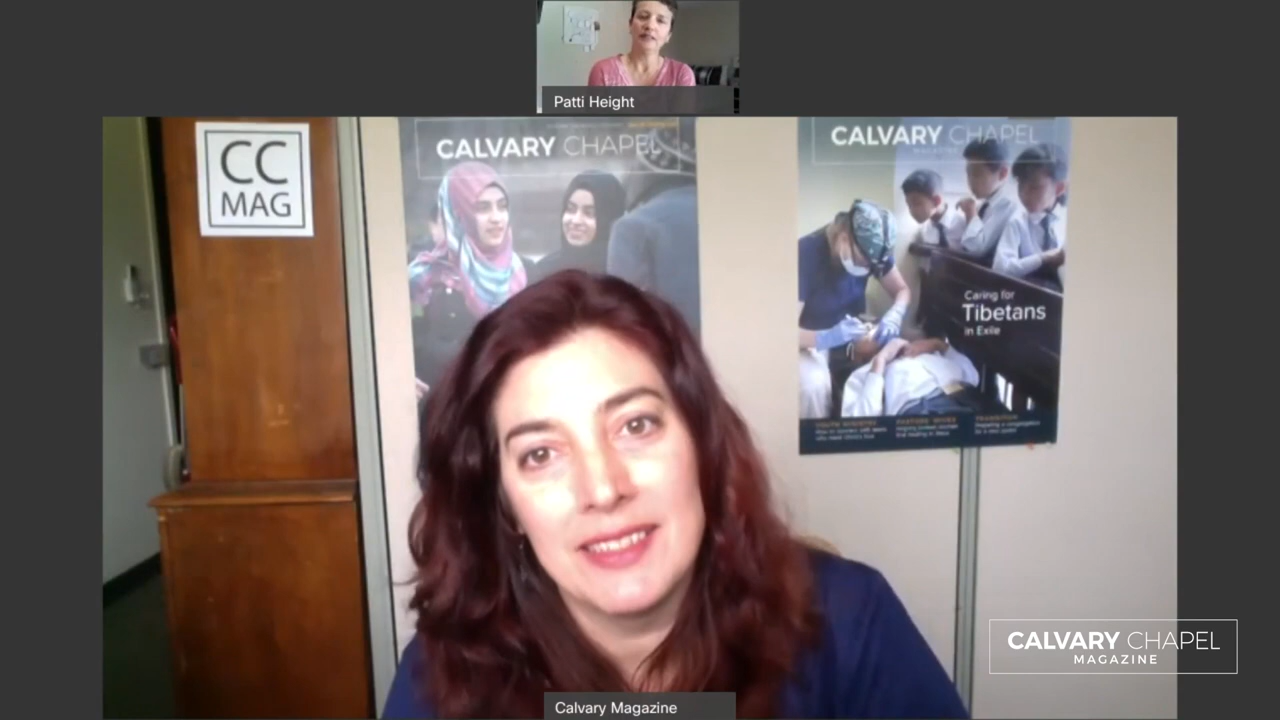 Patti Height
CC
MAG
CALVARY CHAPEL
CALVARY CHAPEL
Caring for
Tibetans
in Exile
CALVARY CHAPEL
MAGAZINE
Calvary Magazine